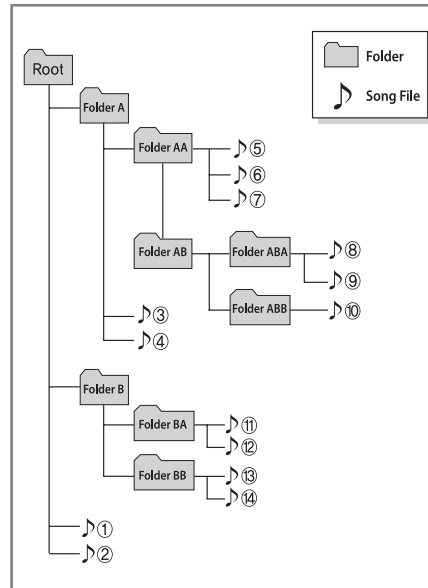 Root
Folder
Song File
Folder A
Folder AA
⑤
⑥
⑦
Folder AB
Folder ABA
⑧
⑨
Folder ABB
⑩
③
④
Folder B
Folder BA
⑪
⑫
Folder BB
⑬
⑭
①
②